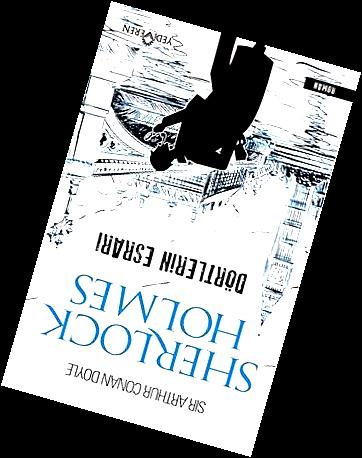 SIR ARTHUR CONAN DOYLE
SHERLOCK
HOLMES
DÖRTLERİN ESRARI
ROMAN
YEDİVEREN